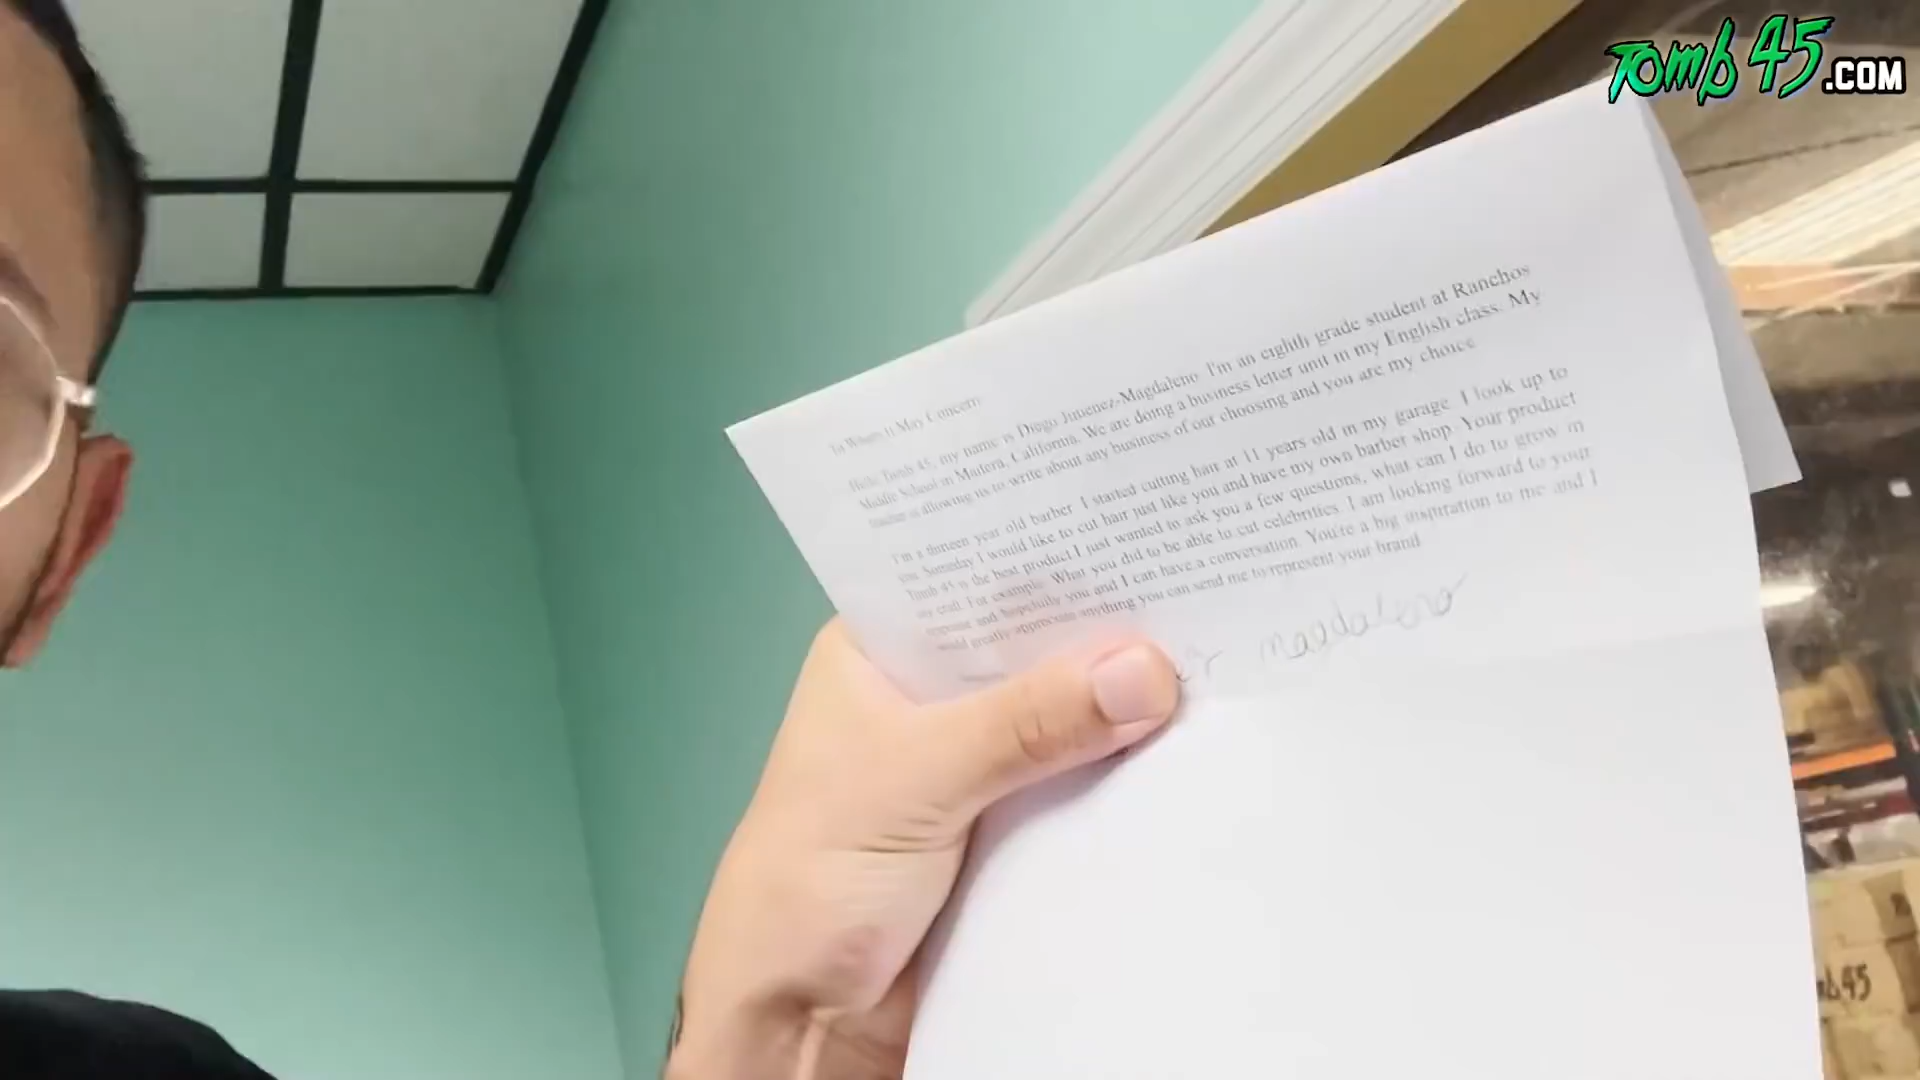 Tomb 45.COM
To Whom It May Concern
Hello Tomb 45, my name is Diego Jimenez-Magdaleno. I'm an eighth grade student at Ranchos
Middle School in Madera, California. We are doing a business letter unit in my English class. My
teacher is allowing us to write about any business of our choosing and you are my choice
I'm a thirteen year old barber. I started cutting hair at 11 years old in my garage. I look up to
you. Someday I would like to cut hair just like you and have my own barber shop. Your product
Tomb 45 is the best product. I just wanted to ask you a few questions, what can I do to grow in
my craft. For example. What you did to be able to cut celebrities. I am looking forward to your
response and hopefully you and I can have a conversation. You're a big inspiration to me and I
would greatly appreciate anything you can send me to represent your brand
Magdaleno
mb45